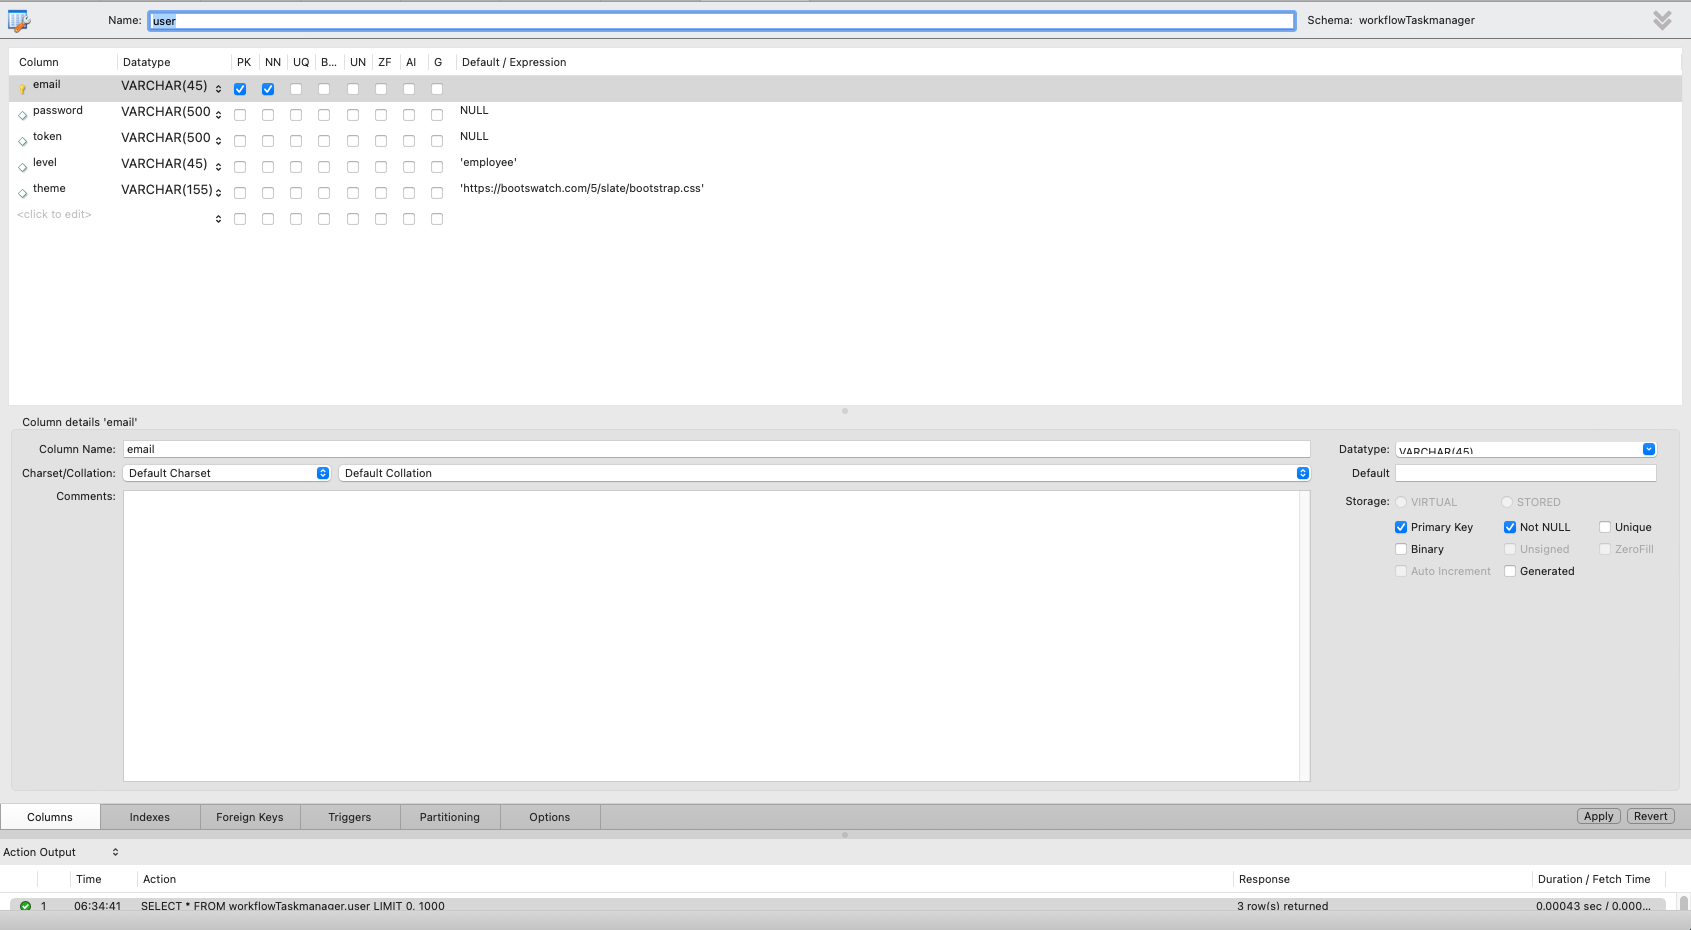 Name: user Schema: workflowTaskmanager
Column Datatype PK NN UQ B... UN ZF AI G Default / Expression
email VARCHAR(45)
password VARCHAR(500 NULL
token VARCHAR(500 NULL
level VARCHAR(45) 'employee'
theme VARCHAR(155) 'https://bootswatch.com/5/slate/bootstrap.css'
<click to edit>
Column details 'email'
Column Name: email Datatype: VARCHAR(45)
Charset/Collation: Default Charset Default Collation Default
Comments: Storage: VIRTUAL STORED
Primary Key Not NULL Unique
Binary Unsigned ZeroFill
Auto Increment Generated
Columns Indexes Foreign Keys Triggers Partitioning Options Apply Revert
Action Output
Time Action Response Duration / Fetch Time
1 06:34:41 SELECT * FROM workflowTaskmanager.user LIMIT 0, 1000 3 row(s) returned 0.00043 sec / 0.000...